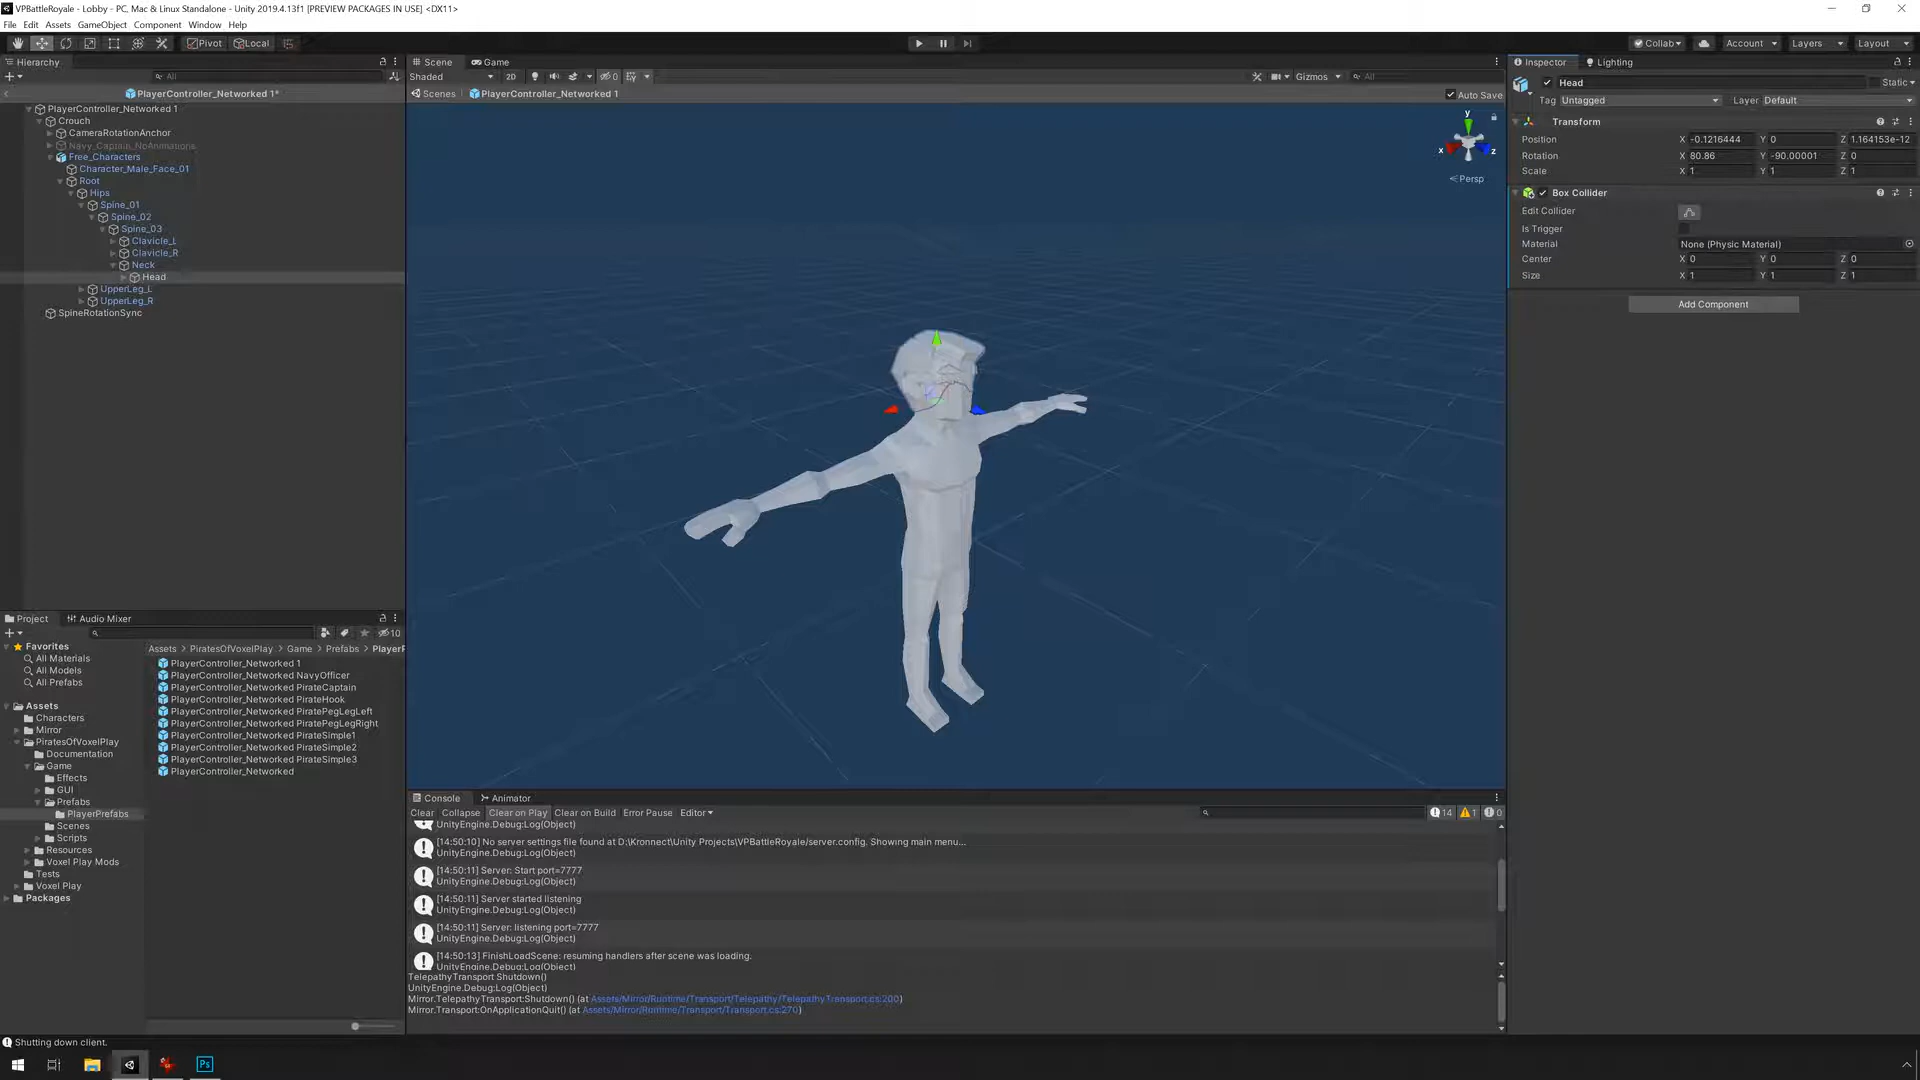 VPBattleRoyale - Lobby - PC, Mac & Linux Standalone - Unity 2019.4.13f1 [PREVIEW PACKAGES IN USE] <DX11>
File Edit Assets GameObject Component Window Help
Pivot Local Collab Account Layers Layout
Hierarchy
All
PlayerController_Networked 1*
PlayerController_Networked 1
Crouch
CameraRotationAnchor
Navy_Captain_NoAnimations
Free_Characters
Character_Male_Face_01
Root
Hips
Spine_01
Spine_02
Spine_03
Clavicle_L
Clavicle_R
Neck
Head
UpperLeg_L
UpperLeg_R
SpineRotationSync
Scene Game
Shaded 2D 0 Gizmos All
Scenes PlayerController_Networked 1 Auto Save
y
x z
Persp
Inspector Lighting
Head Static
Tag Untagged Layer Default
Transform
Position X -0.1216444 Y 0 Z 1.164153e-12
Rotation X 80.86 Y -90.00001 Z 0
Scale X 1 Y 1 Z 1
Box Collider
Edit Collider
Is Trigger
Material None (Physic Material)
Center X 0 Y 0 Z 0
Size X 1 Y 1 Z 1
Add Component
Project Audio Mixer
10
Favorites
All Materials
All Models
All Prefabs
Assets
Characters
Mirror
PiratesOfVoxelPlay
Documentation
Game
Effects
GUI
Prefabs
PlayerPrefabs
Scenes
Scripts
Resources
Voxel Play Mods
Tests
Voxel Play
Packages
Assets PiratesOfVoxelPlay Game Prefabs PlayerP
PlayerController_Networked 1
PlayerController_Networked NavyOfficer
PlayerController_Networked PirateCaptain
PlayerController_Networked PirateHook
PlayerController_Networked PiratePegLegLeft
PlayerController_Networked PiratePegLegRight
PlayerController_Networked PirateSimple1
PlayerController_Networked PirateSimple2
PlayerController_Networked PirateSimple3
PlayerController_Networked
Console Animator
Clear Collapse Clear on Play Clear on Build Error Pause Editor 14 1 0
UnityEngine.Debug:Log(Object)
[14:50:10] No server settings file found at D:\Kronnect\Unity Projects\VPBattleRoyale/server.config. Showing main menu...
UnityEngine.Debug:Log(Object)
[14:50:11] Server: Start port=7777
UnityEngine.Debug:Log(Object)
[14:50:11] Server started listening
UnityEngine.Debug:Log(Object)
[14:50:11] Server: listening port=7777
UnityEngine.Debug:Log(Object)
[14:50:13] FinishLoadScene: resuming handlers after scene was loading.
UnityEngine.Debug:Log(Object)
TelepathyTransport Shutdown()
UnityEngine.Debug:Log(Object)
Mirror.TelepathyTransport:Shutdown() (at Assets/Mirror/Runtime/Transport/Telepathy/TelepathyTransport.cs:200)
Mirror.Transport:OnApplicationQuit() (at Assets/Mirror/Runtime/Transport/Transport.cs:270)
Shutting down client.
Ps